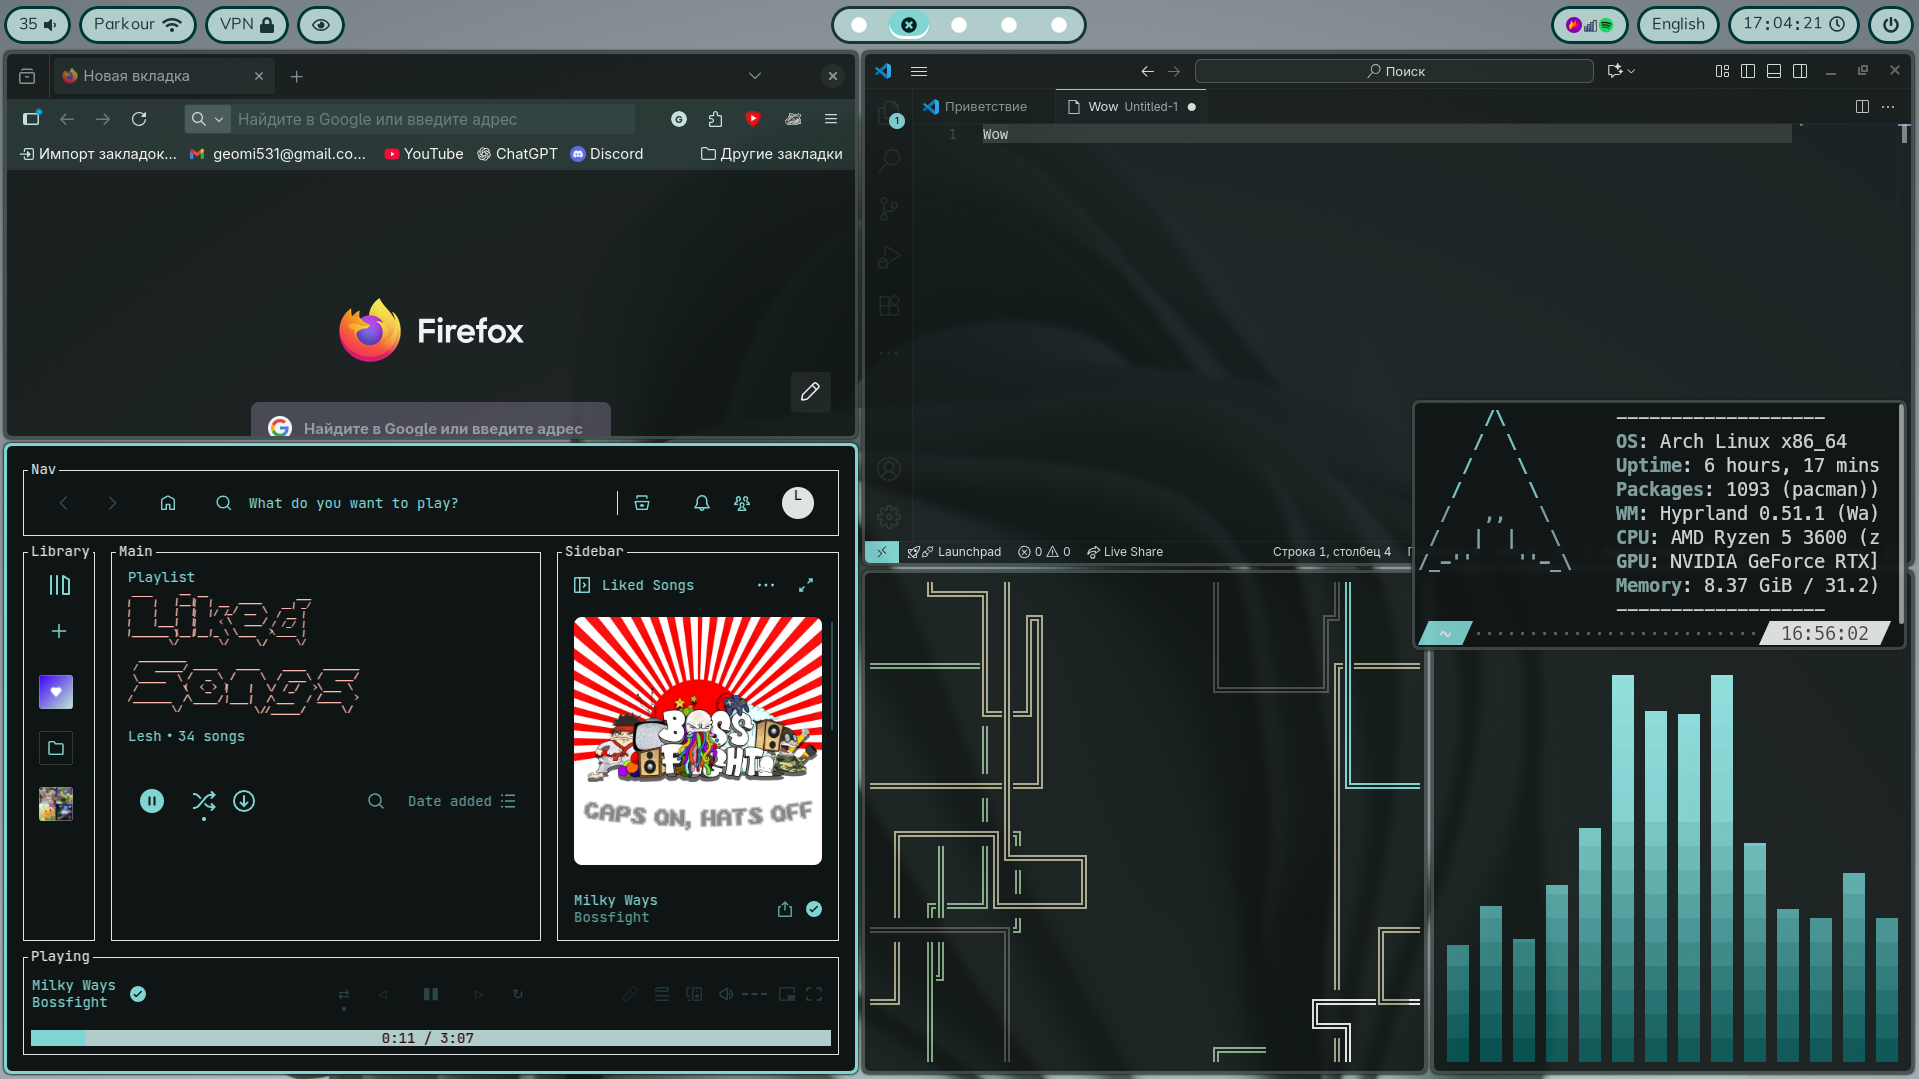 35
Parkour
VPN
English
17:04:21
Новая вкладка
Найдите в Google или введите адрес
Импорт закладок...
geomi531@gmail.co...
YouTube
ChatGPT
Discord
Другие закладки
Firefox
Найдите в Google или введите адрес
Поиск
Приветствие
Wow Untitled-1
1
1 Wow
Launchpad
0 0
Live Share
Строка 1, столбец 4
OS: Arch Linux x86_64
Uptime: 6 hours, 17 mins
Packages: 1093 (pacman))
WM: Hyprland 0.51.1 (Wa)
CPU: AMD Ryzen 5 3600 (z
GPU: NVIDIA GeForce RTX]
Memory: 8.37 GiB / 31.2)
~
16:56:02
Nav
What do you want to play?
L
Library
Main
Playlist
Liked
Songs
Lesh • 34 songs
Date added
Sidebar
Liked Songs
BOSS
FIGHT
CAPS ON, HATS OFF
Milky Ways
Bossfight
Playing
Milky Ways
Bossfight
0:11 / 3:07